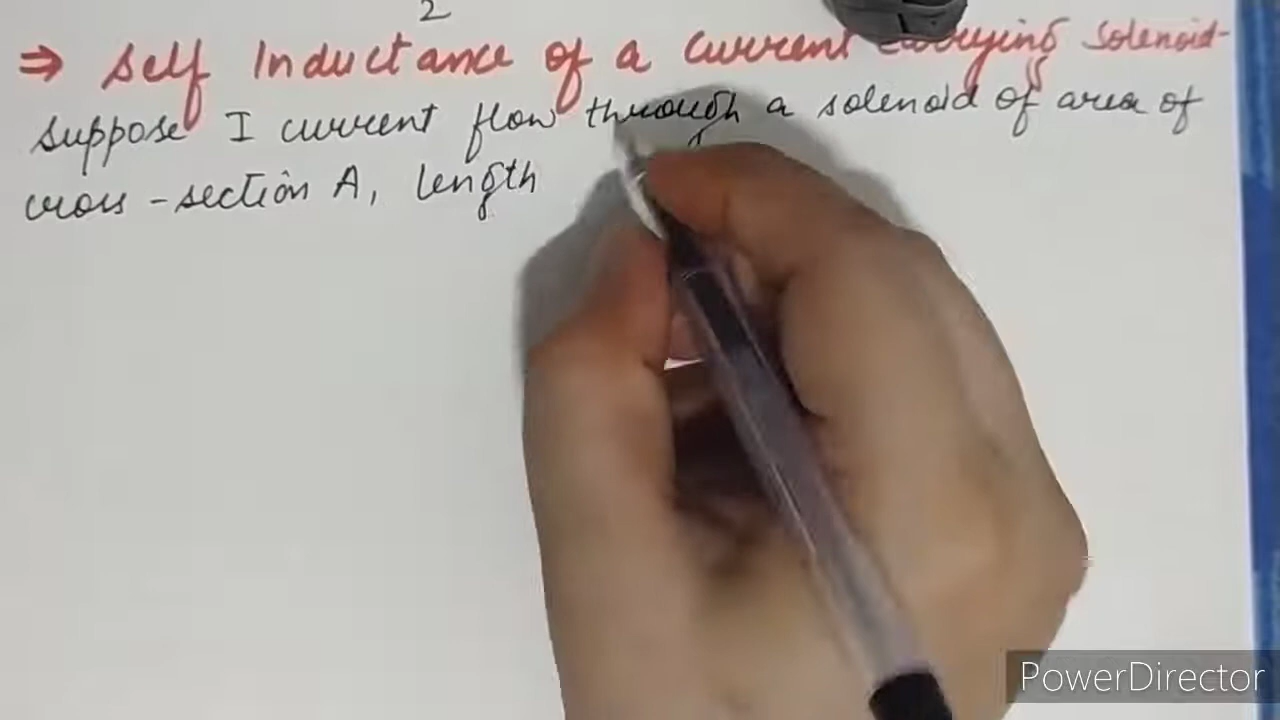 2
⇒ Self Inductance of a current carrying solenoid-
suppose I current flow through a solenoid of area of
cross-section A, length
PowerDirector